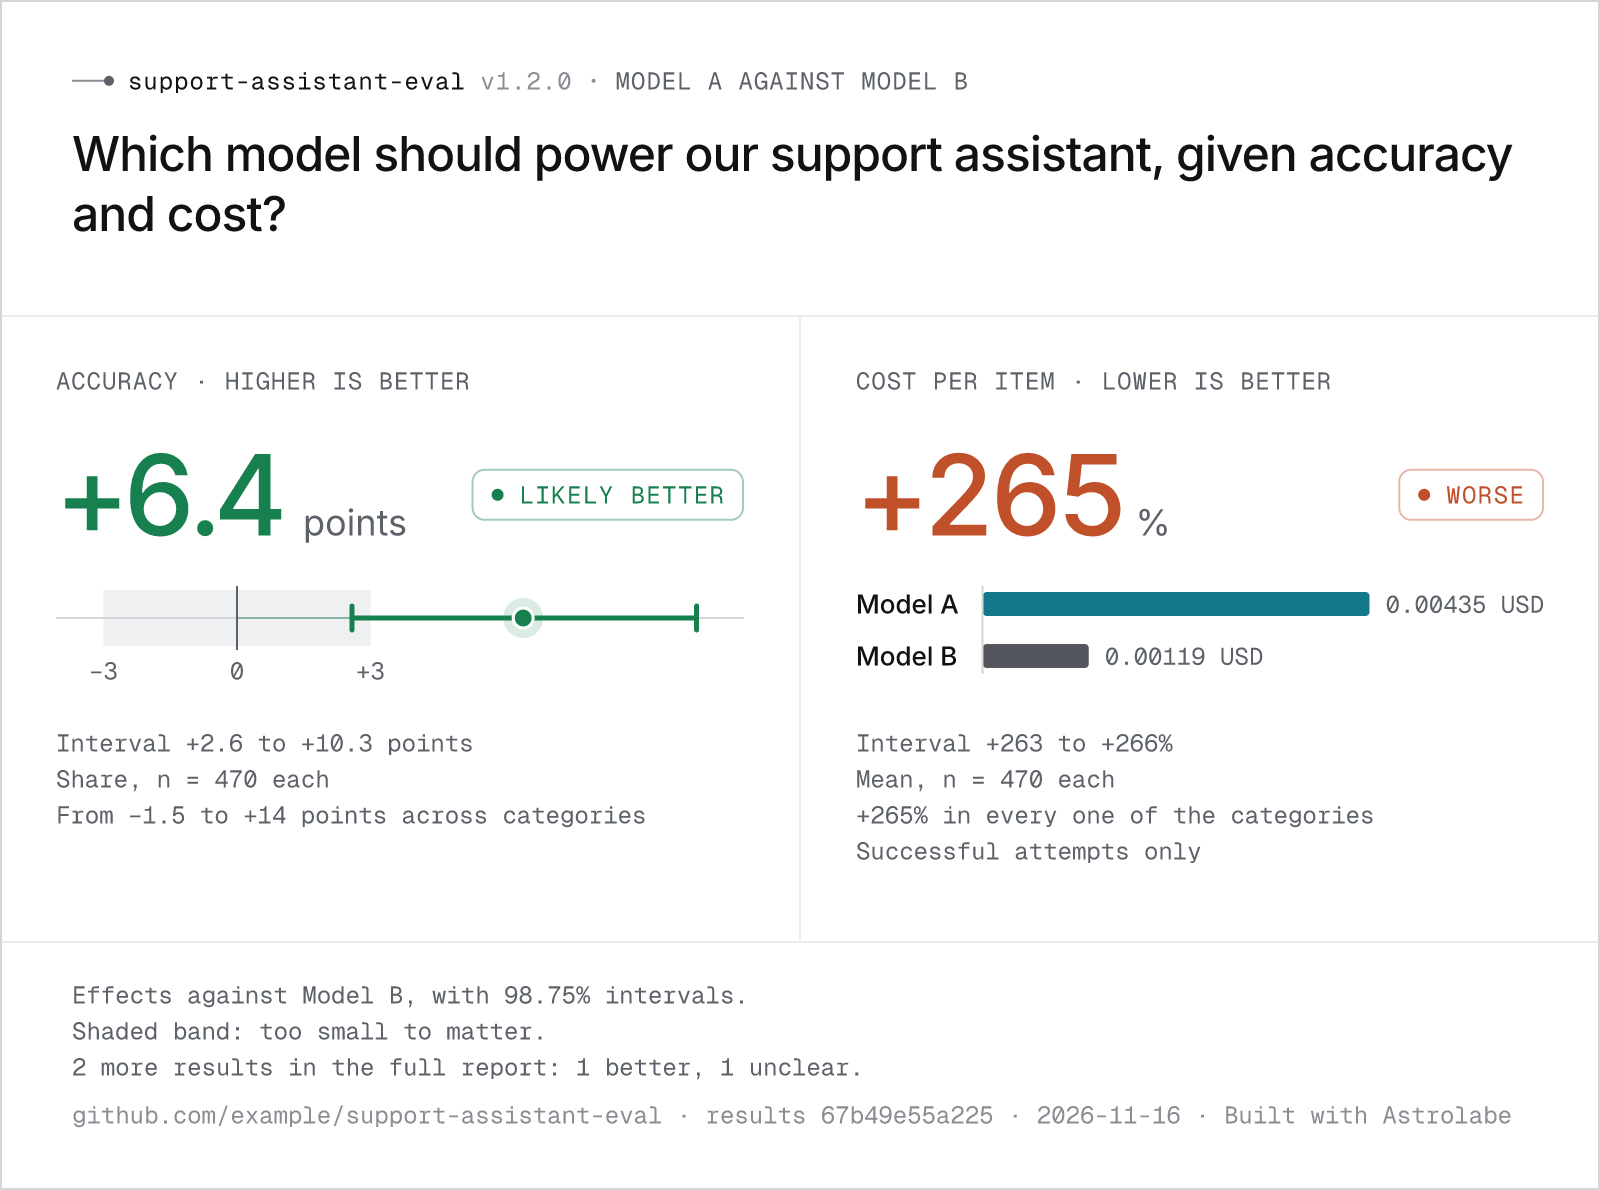 support-assistant-eval v1.2.0 · MODEL A AGAINST MODEL B
Which model should power our support assistant, given accuracy
and cost?
ACCURACY · HIGHER IS BETTER
+6.4 points
LIKELY BETTER
−3 0 +3
Interval +2.6 to +10.3 points
Share, n = 470 each
From −1.5 to +14 points across categories
COST PER ITEM · LOWER IS BETTER
+265 %
WORSE
Model A 0.00435 USD
Model B 0.00119 USD
Interval +263 to +266%
Mean, n = 470 each
+265% in every one of the categories
Successful attempts only
Effects against Model B, with 98.75% intervals.
Shaded band: too small to matter.
2 more results in the full report: 1 better, 1 unclear.
github.com/example/support-assistant-eval · results 67b49e55a225 · 2026-11-16 · Built with Astrolabe